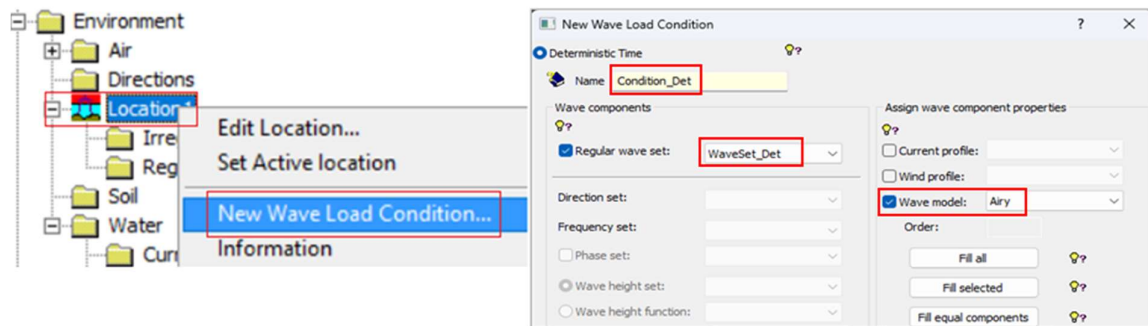 Environment
Air
Directions
Location1
Irre
Reg
Soil
Water
Curr
Edit Location...
Set Active location
New Wave Load Condition...
Information
New Wave Load Condition
? ×
Deterministic Time
?
Name Condition_Det
Wave components
?
Regular wave set: WaveSet_Det
Direction set:
Frequency set:
Phase set:
Wave height set:
Wave height function:
Assign wave component properties
?
Current profile:
Wind profile:
Wave model: Airy
Order:
Fill all ?
Fill selected ?
Fill equal components ?